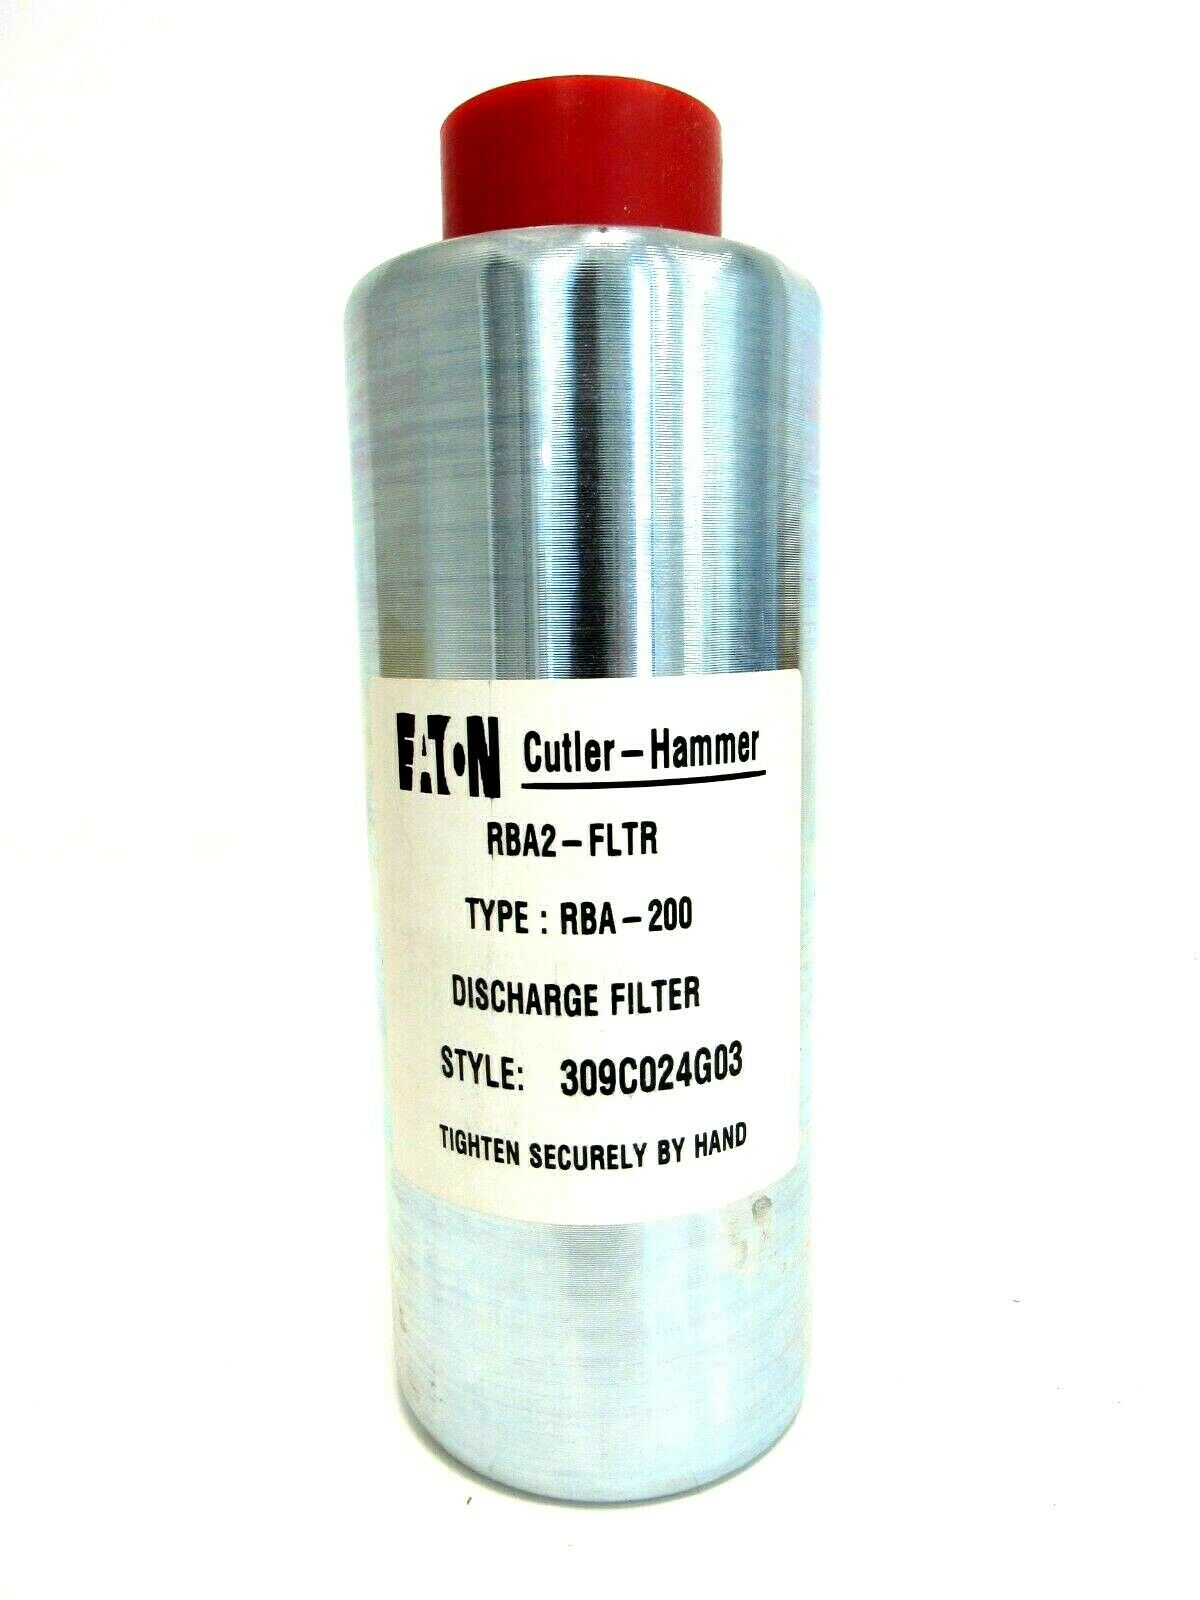 EATON Cutler-Hammer
RBA2-FLTR
TYPE: RBA-200
DISCHARGE FILTER
STYLE: 309C024G03
TIGHTEN SECURELY BY HAND